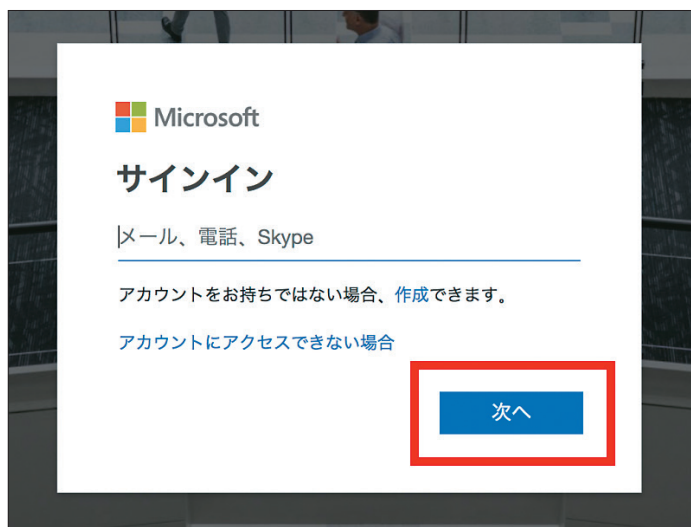 Microsoft
サインイン
メール、電話、Skype
アカウントをお持ちではない場合、作成できます。
アカウントにアクセスできない場合
次へ